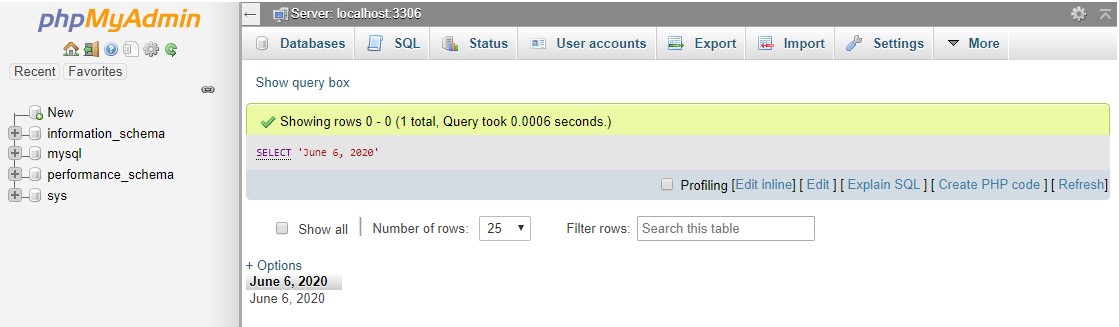 phpMyAdmin
Recent Favorites
New
information_schema
mysql
performance_schema
sys
Server: localhost:3306
Databases SQL Status User accounts Export Import Settings More
Show query box
Showing rows 0 - 0 (1 total, Query took 0.0006 seconds.)
SELECT 'June 6, 2020'
Profiling [Edit inline] [ Edit ] [ Explain SQL ] [ Create PHP code ] [ Refresh]
Show all | Number of rows: 25 Filter rows: Search this table
+ Options
June 6, 2020
June 6, 2020